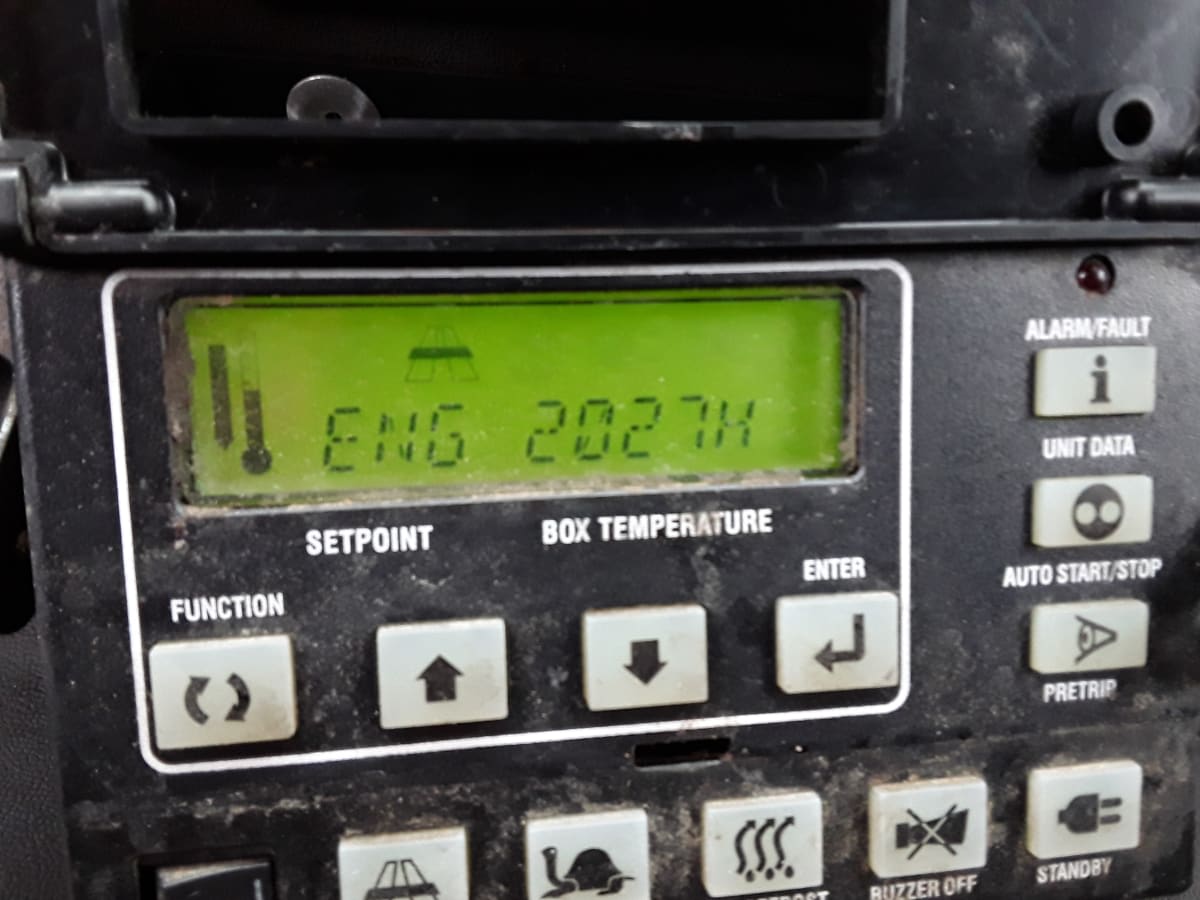 ENG 2027H
SETPOINT
BOX TEMPERATURE
FUNCTION
ENTER
ALARM/FAULT
i
UNIT DATA
AUTO START/STOP
PRETRIP
BUZZER OFF
STANDBY